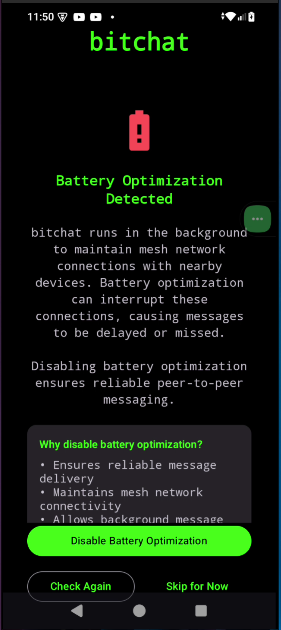 11:50
bitchat
Battery Optimization
Detected
bitchat runs in the background
to maintain mesh network
connections with nearby
devices. Battery optimization
can interrupt these
connections, causing messages
to be delayed or missed.
Disabling battery optimization
ensures reliable peer-to-peer
messaging.
Why disable battery optimization?
• Ensures reliable message
delivery
• Maintains mesh network
connectivity
• Allows background message
Disable Battery Optimization
Check Again
Skip for Now